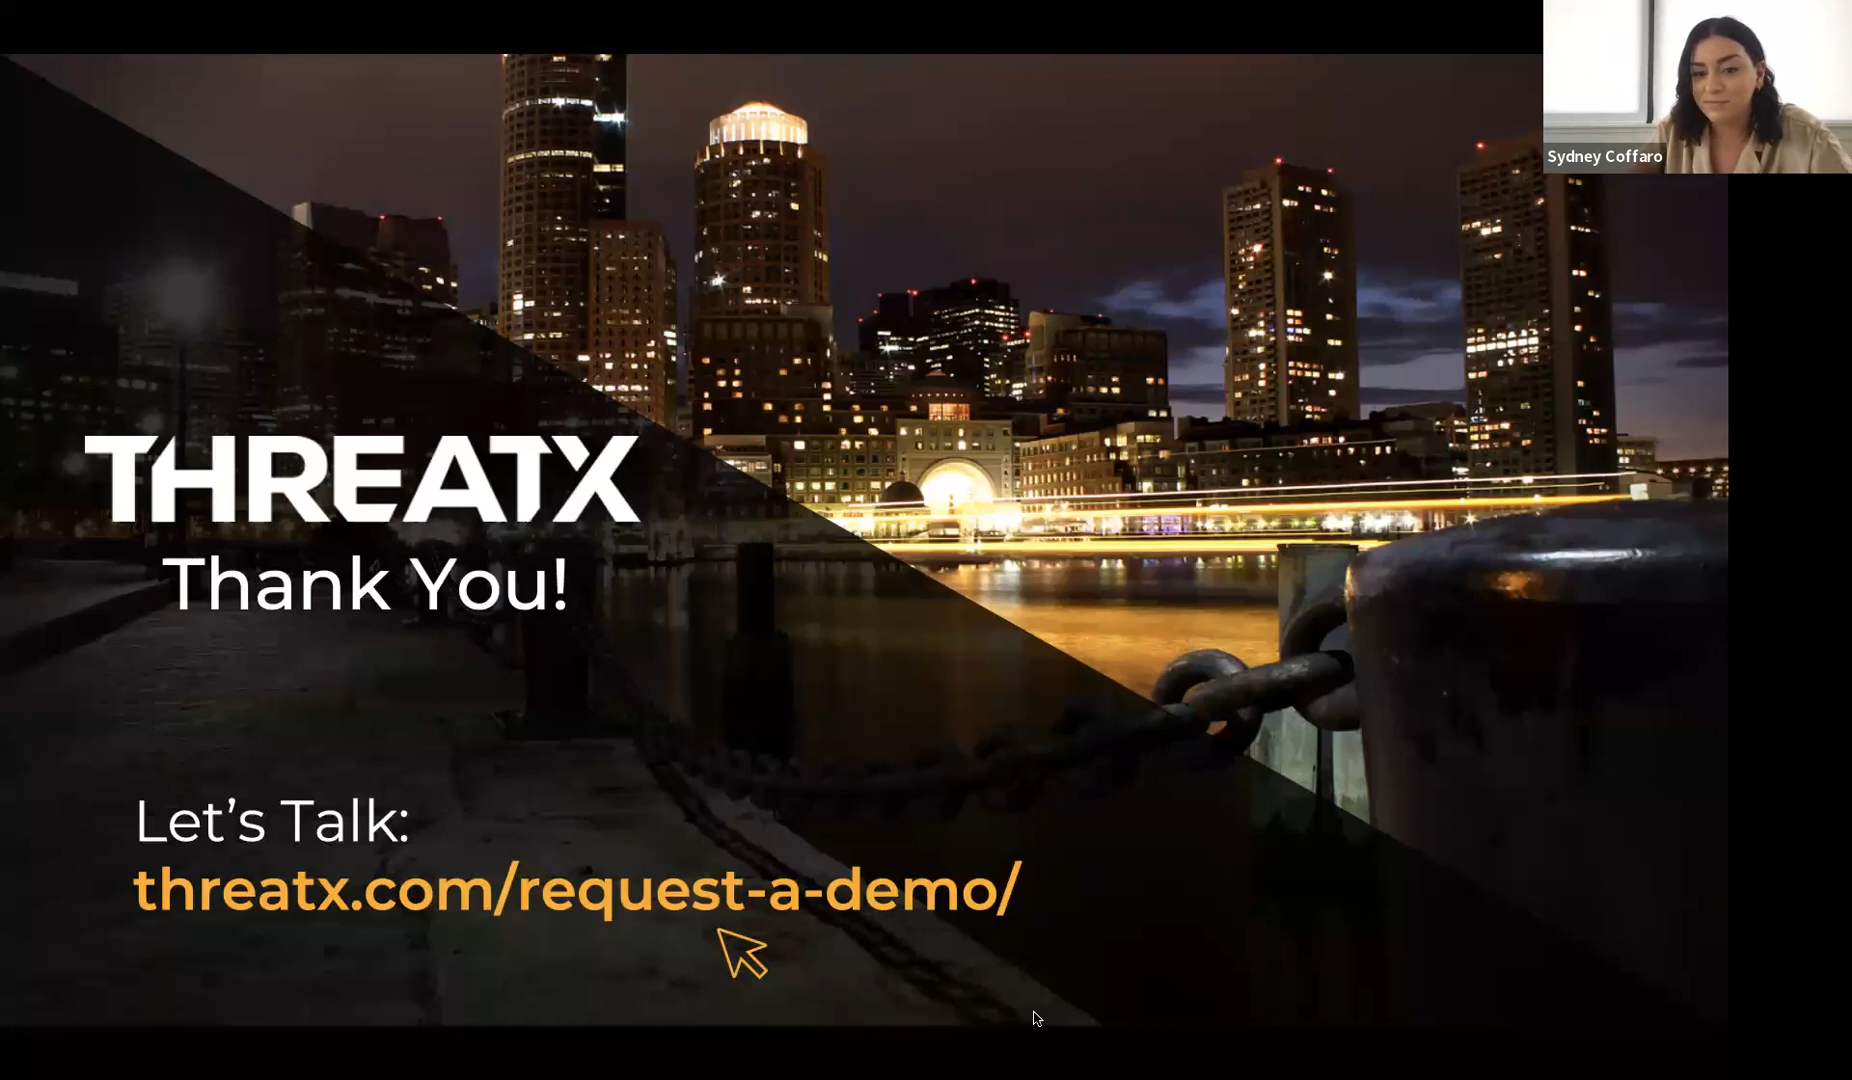 Sydney Coffaro
THREATX
Thank You!
Let’s Talk:
threatx.com/request-a-demo/